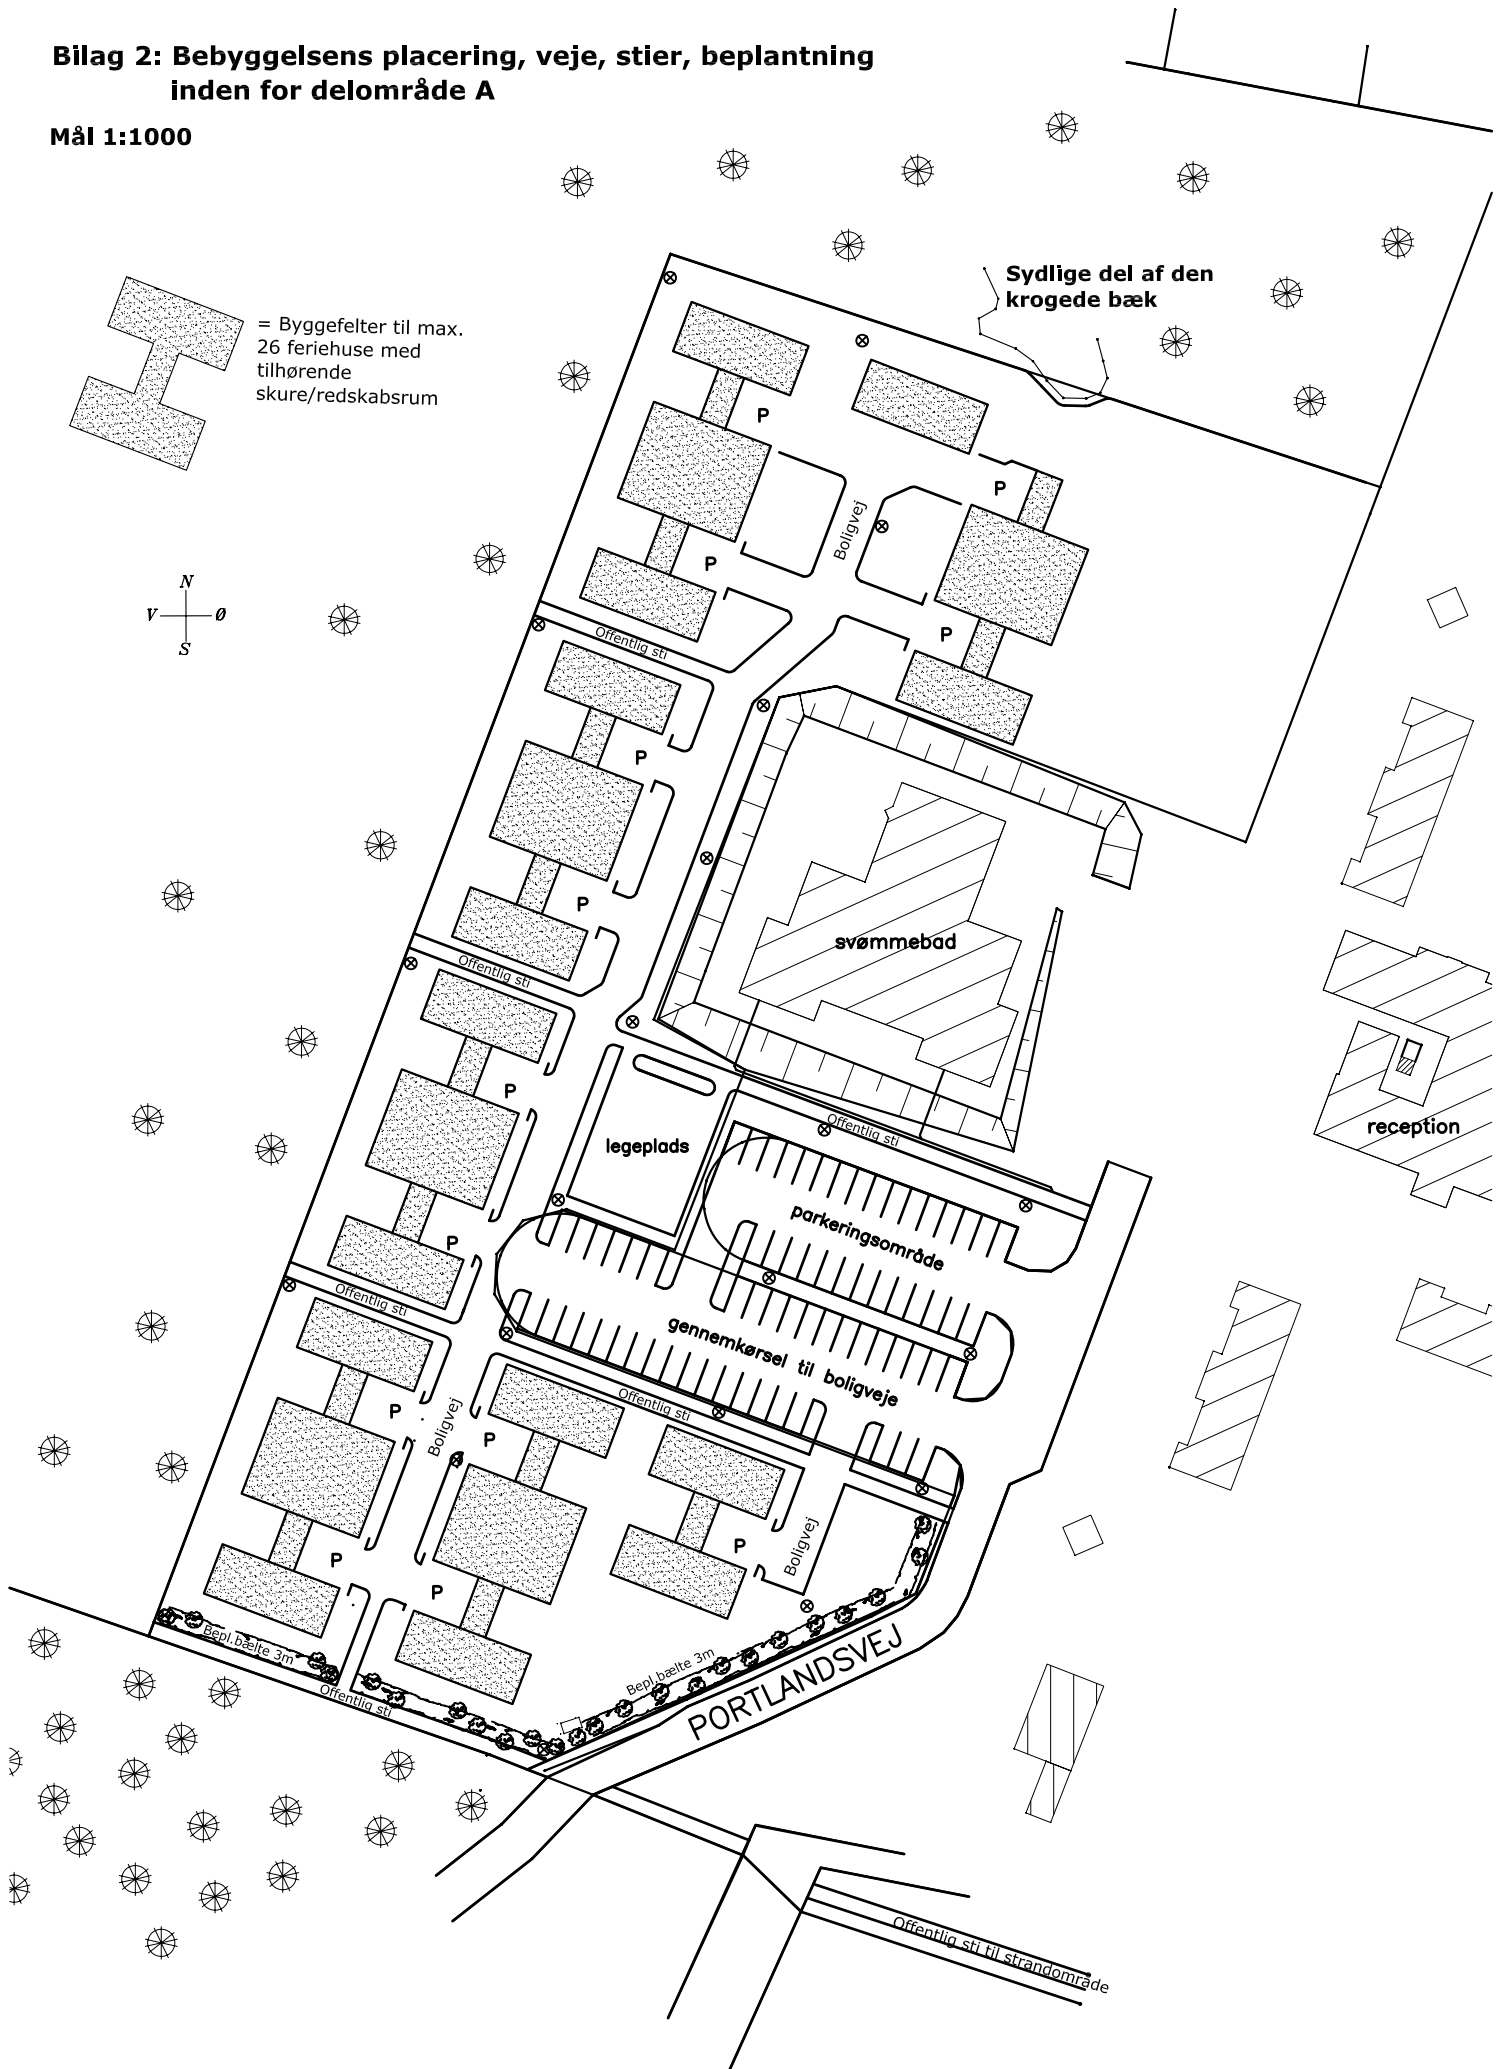 Bilag 2: Bebyggelsens placering, veje, stier, beplantning
inden for delområde A
Mål 1:1000
Sydlige del af den
krogede bæk
= Byggefelter til max.
26 feriehuse med
tilhørende
skure/redskabsrum
P
P
Boligvej
P
N
V
Ø
S
P
Offentlig sti
P
P
svømmebad
Offentlig sti
P
Offentlig sti
legeplads
reception
parkeringsområde
P
Offentlig sti
gennemkørsel til boligveje
Offentlig sti
P
Boligvej
P
Boligvej
P
P
P
Bepl.bælte 3m
Bepl.bælte 3m
Offentlig sti
PORTLANDSVEJ
Offentlig sti til strandområde